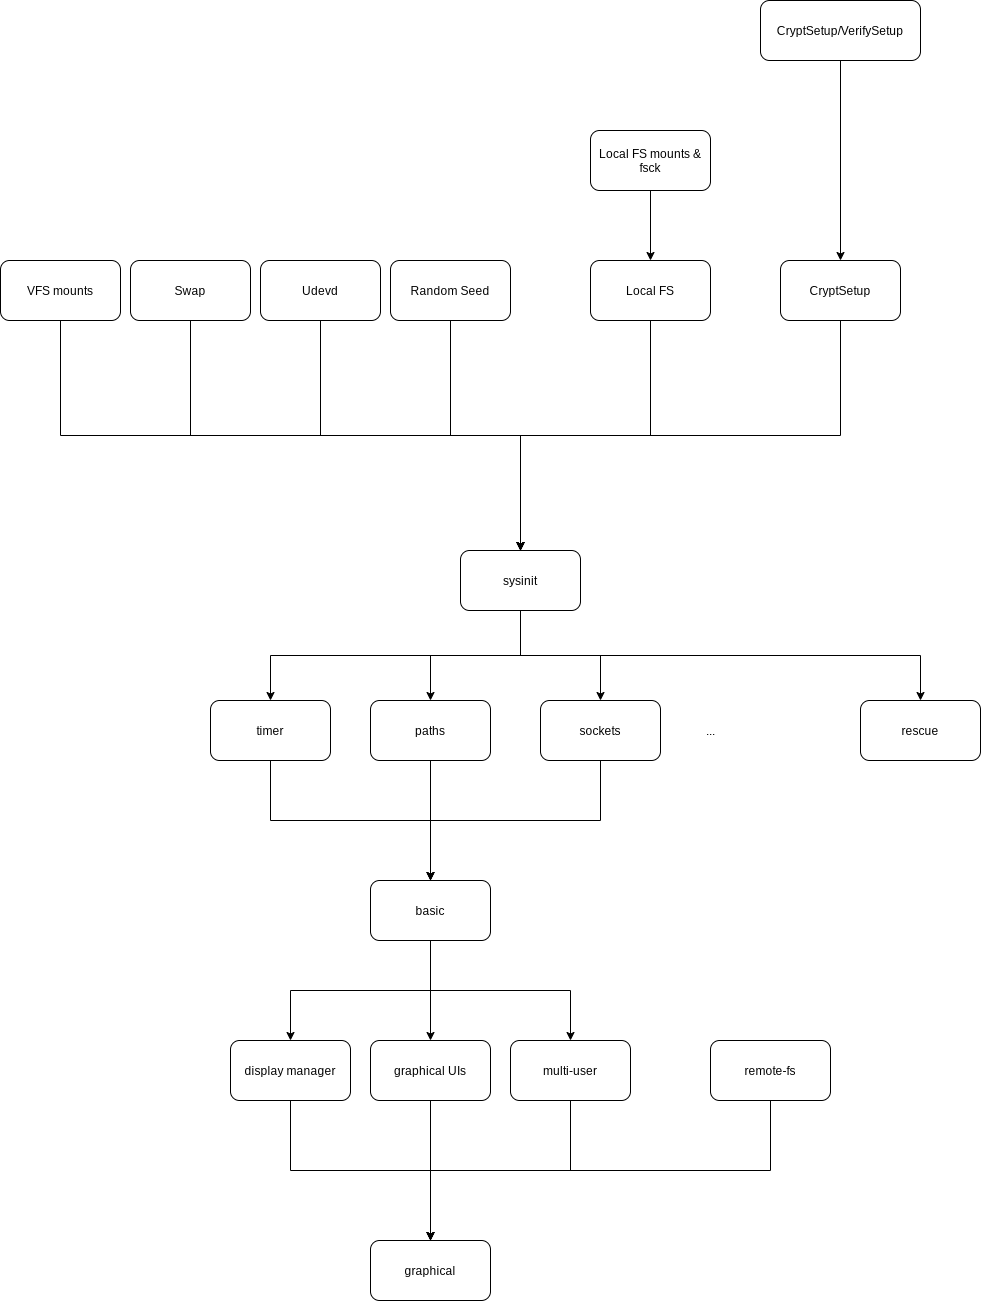 CryptSetup/VerifySetup
Local FS mounts &
fsck
VFS mounts
Swap
Udevd
Random Seed
Local FS
CryptSetup
sysinit
timer
paths
sockets
...
rescue
basic
display manager
graphical UIs
multi-user
remote-fs
graphical